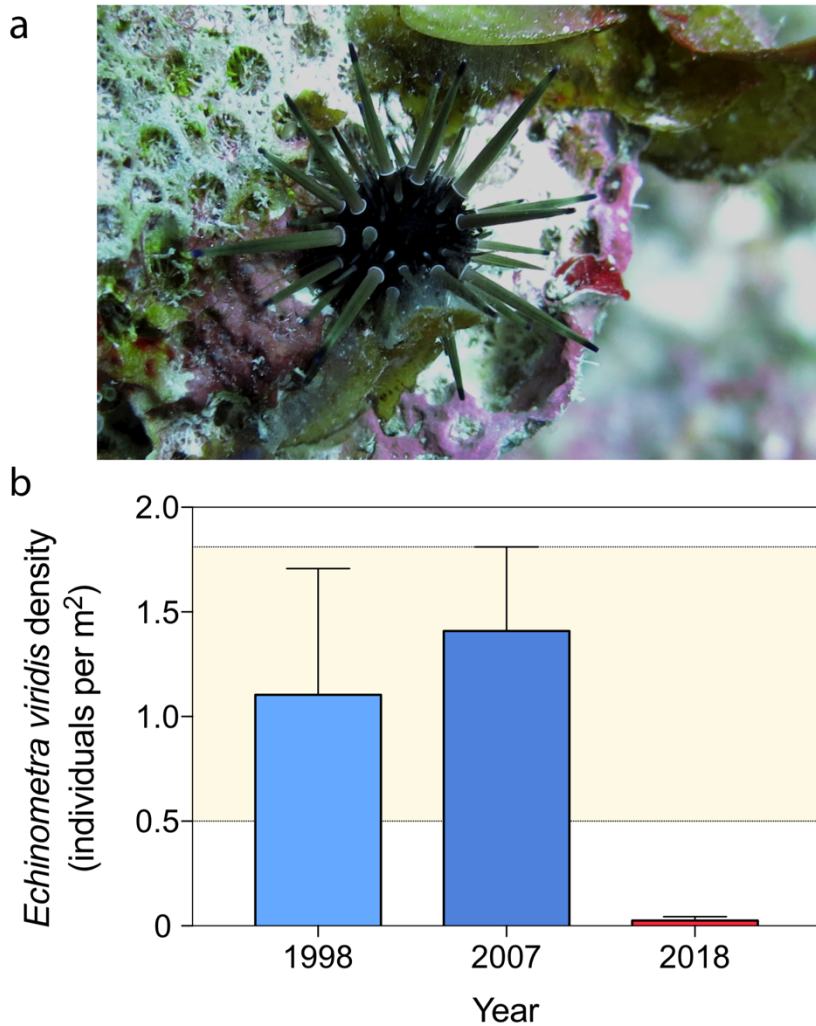 a
b
Echinometra viridis density
(individuals per m²)
2.0
1.5
1.0
0.5
0
1998 2007 2018
Year